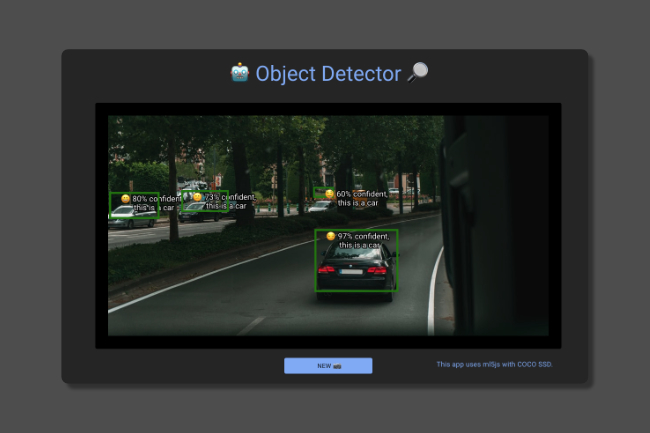 🤖 Object Detector 🔎
80% confident,
this is a car
73% confident,
this is a car
60% confident,
this is a car
97% confident,
this is a car
NEW 📸
This app uses ml5js with COCO SSD.